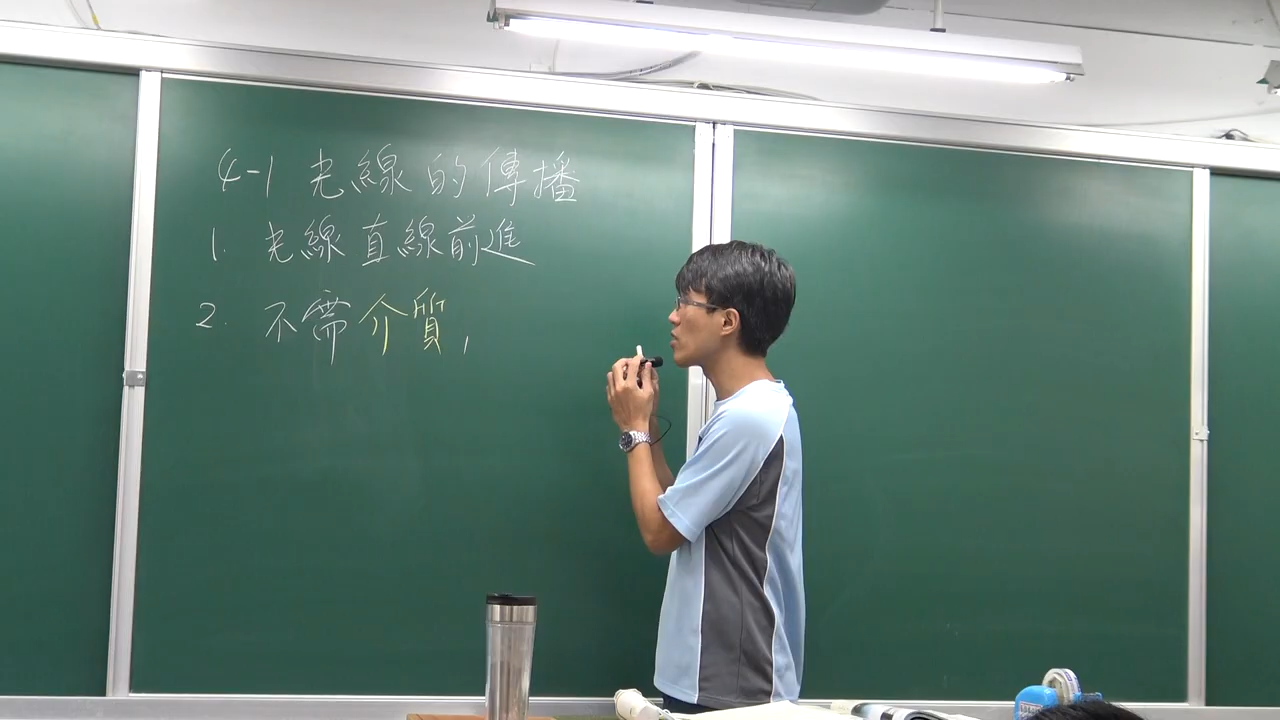 4-1 光線的傳播
1. 光線直線前進
2. 不需介質,